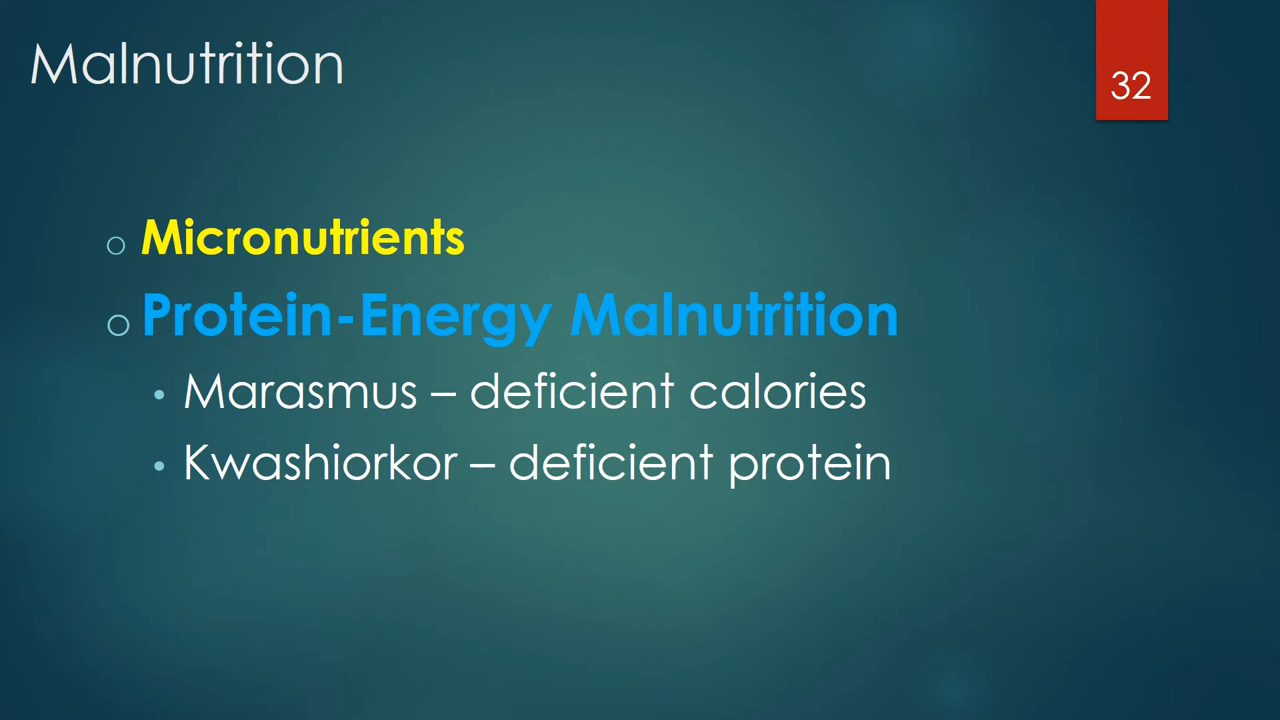 Malnutrition
32
o Micronutrients
o Protein-Energy Malnutrition
• Marasmus – deficient calories
• Kwashiorkor – deficient protein